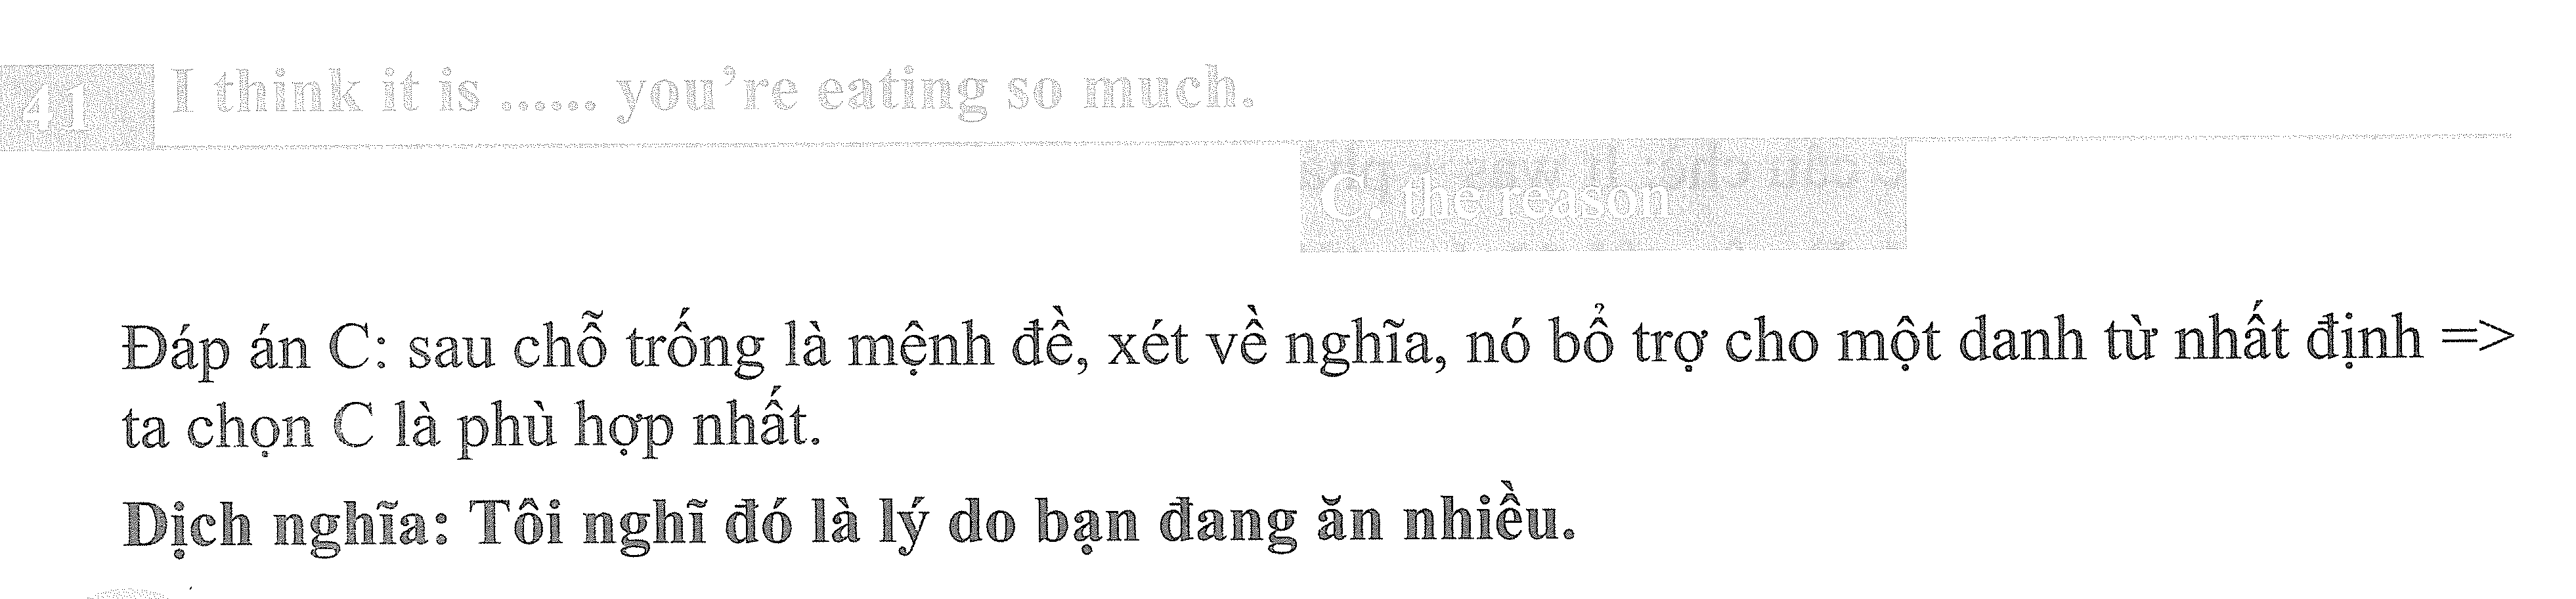 41 I think it is ...... you're eating so much.
C. the reason
Đáp án C: sau chỗ trống là mệnh đề, xét về nghĩa, nó bổ trợ cho một danh từ nhất định =>
ta chọn C là phù hợp nhất.
Dịch nghĩa: Tôi nghĩ đó là lý do bạn đang ăn nhiều.